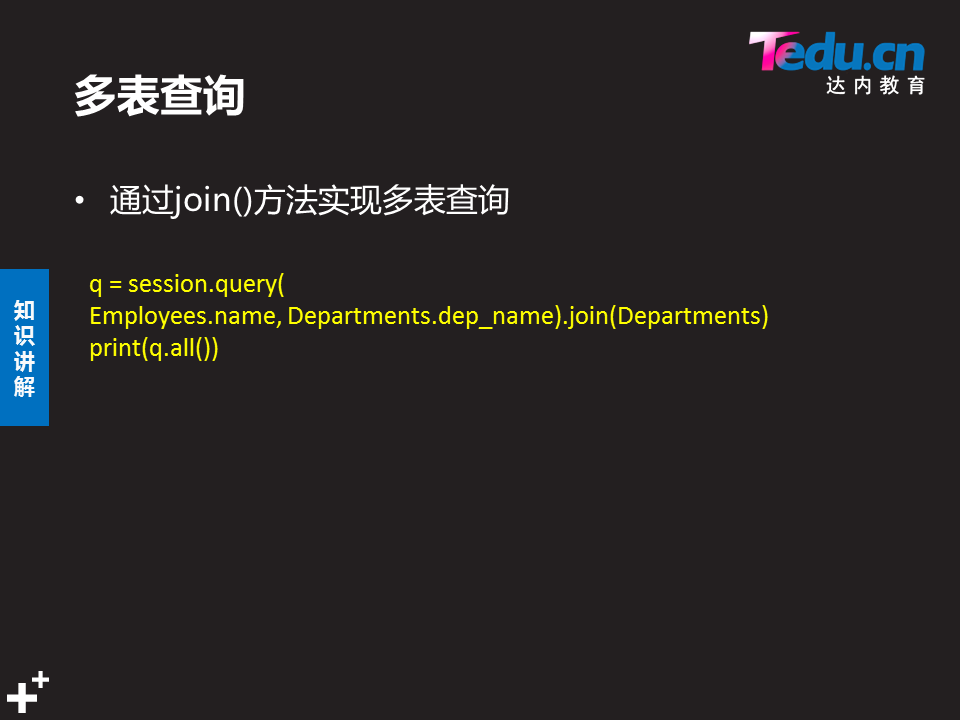 Tedu.cn
达内教育
多表查询
• 通过join()方法实现多表查询
q = session.query(
Employees.name, Departments.dep_name).join(Departments)
print(q.all())
知
识
讲
解